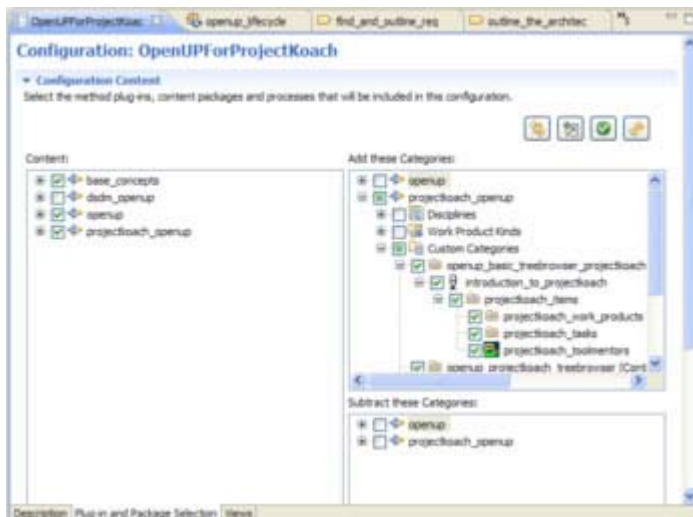 OpenUPForProjectKoac openup_lifecycle find_and_outline_req outline_the_architec
Configuration: OpenUPForProjectKoach
Configuration Content
Select the method plug-ins, content packages and processes that will be included in this configuration.
Content:
base_concepts
dsdm_openup
openup
projectkoach_openup
Add these Categories:
openup
projectkoach_openup
Disciplines
Work Product Kinds
Custom Categories
openup_basic_treebrowser_projectkoach
introduction_to_projectkoach
projectkoach_items
projectkoach_work_products
projectkoach_tasks
projectkoach_toolmentors
openup_projectkoach_treebrowser (Cont
Subtract these Categories:
openup
projectkoach_openup
Description Plug-in and Package Selection Views